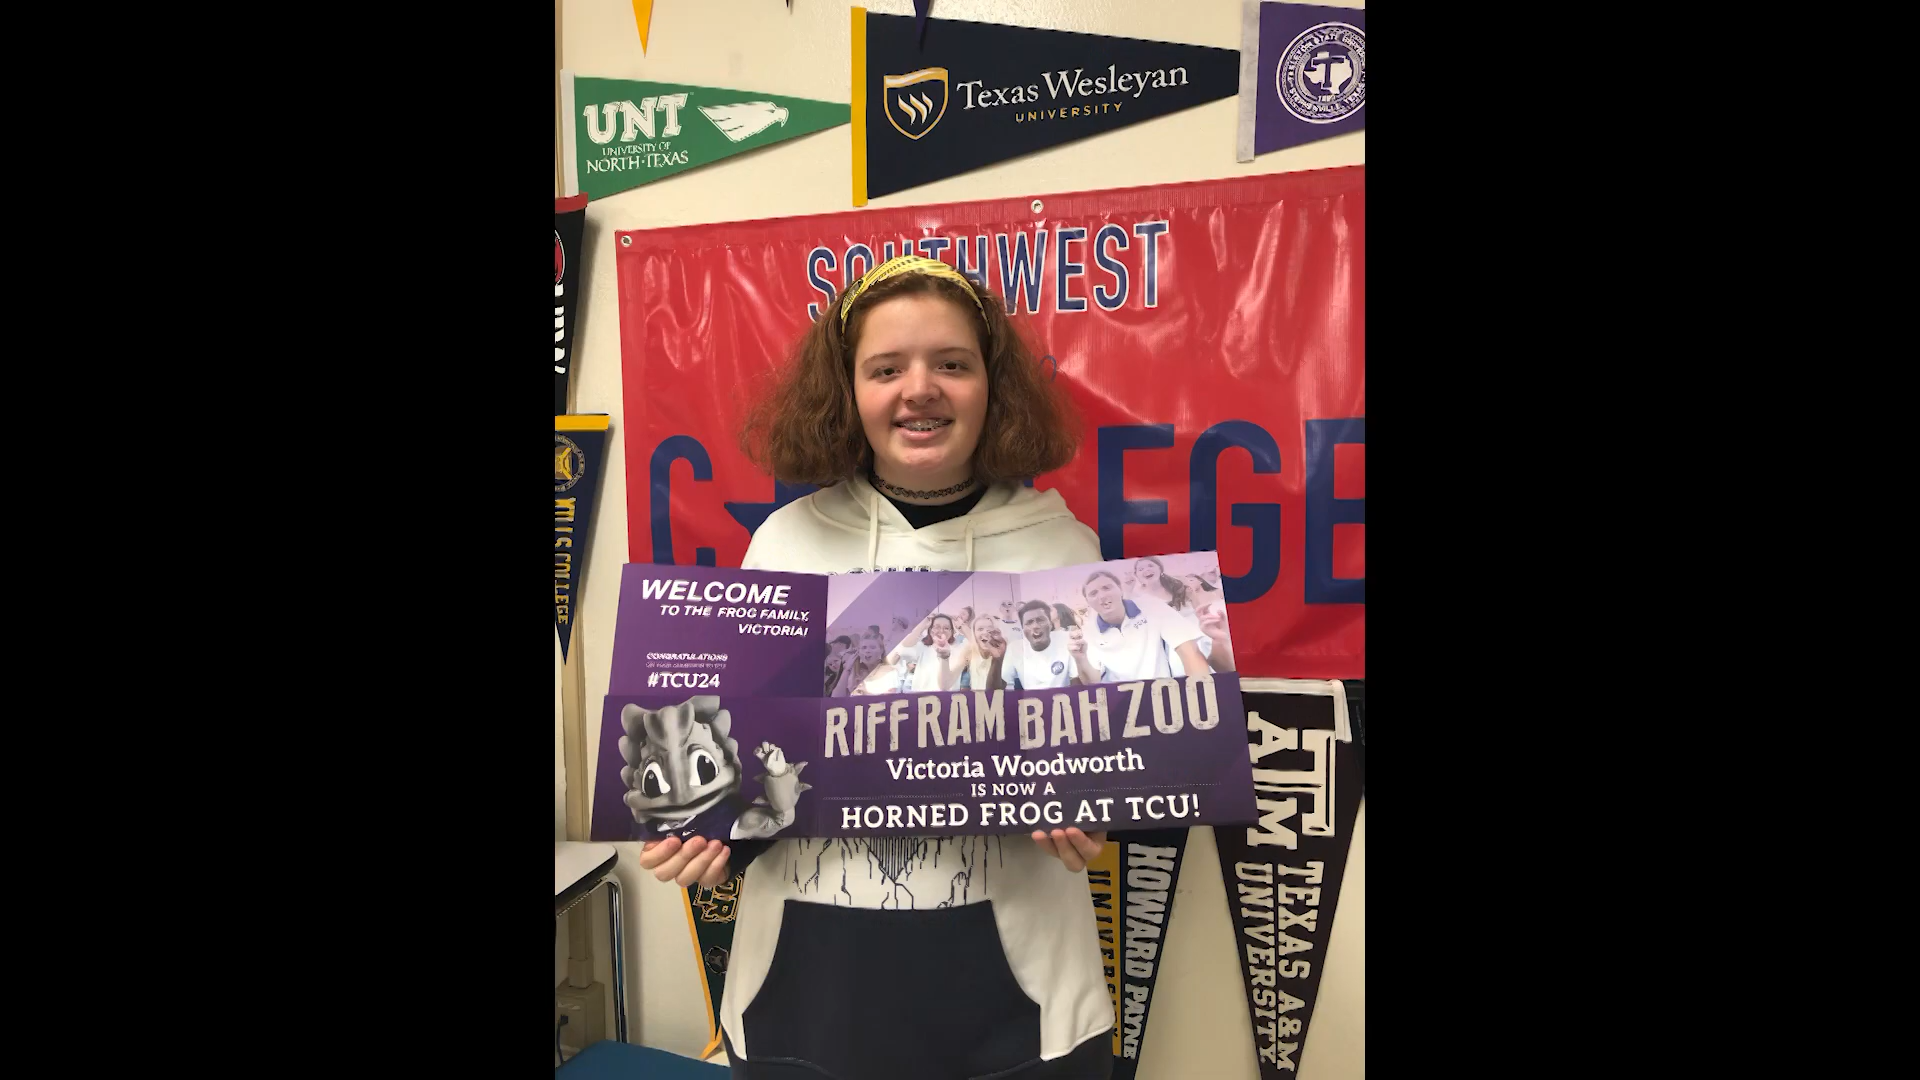 UNT
UNIVERSITY OF
NORTH·TEXAS
Texas Wesleyan
UNIVERSITY
T
SOUTHWEST
C EGE
WELCOME
TO THE FROG FAMILY,
VICTORIA!
CONGRATULATIONS
#TCU24
RIFF RAM BAH ZOO
Victoria Woodworth
IS NOW A
HORNED FROG AT TCU!
COLLEGE
UNIVERSITY
HOWARD PAYNE
ATM
TEXAS A&M
UNIVERSITY